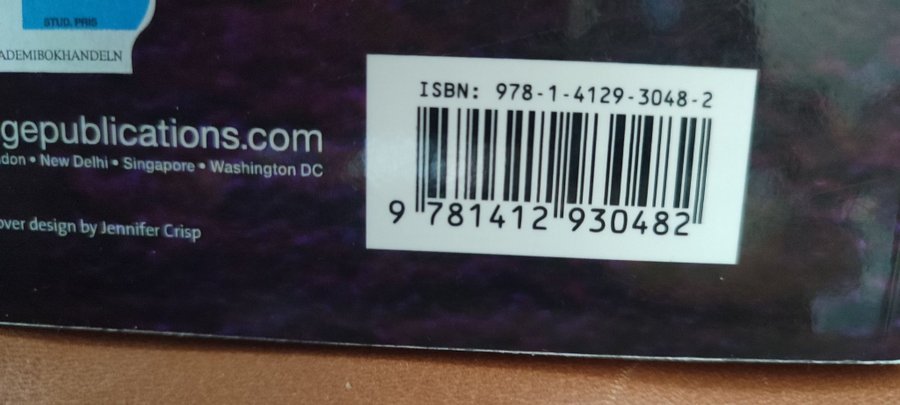 STUD. PRIS
ADEMIBOKHANDELN
gepublications.com
don • New Delhi • Singapore • Washington DC
over design by Jennifer Crisp
ISBN: 978-1-4129-3048-2
9 781412 930482